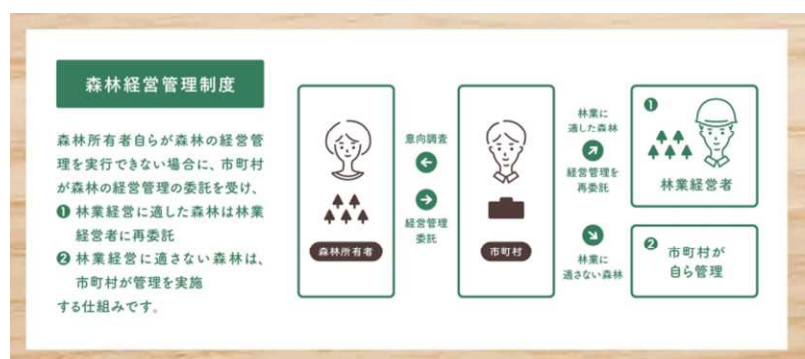 森林経営管理制度
森林所有者自らが森林の経営管
理を実行できない場合に、市町村
が森林の経営管理の委託を受け、
❶ 林業経営に適した森林は林業
経営者に再委託
❷ 林業経営に適さない森林は、
市町村が管理を実施
する仕組みです。
森林所有者
意向調査
経営管理
委託
市町村
林業に
適した森林
経営管理を
再委託
林業に
適さない森林
❶
林業経営者
❷ 市町村が
自ら管理